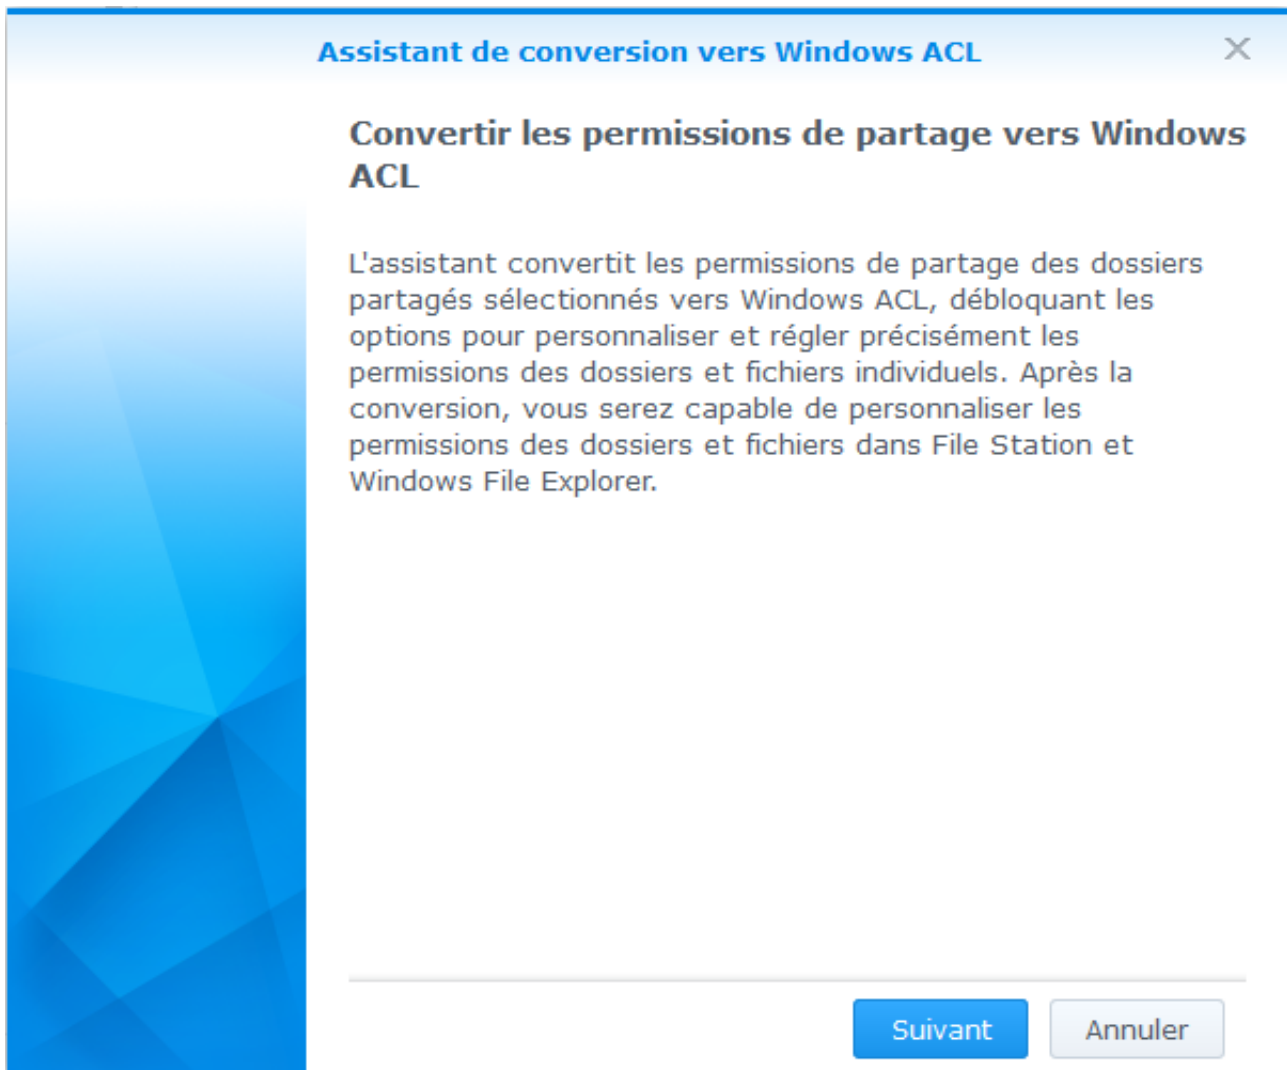 Assistant de conversion vers Windows ACL
Convertir les permissions de partage vers Windows
ACL
L'assistant convertit les permissions de partage des dossiers
partagés sélectionnés vers Windows ACL, débloquant les
options pour personnaliser et régler précisément les
permissions des dossiers et fichiers individuels. Après la
conversion, vous serez capable de personnaliser les
permissions des dossiers et fichiers dans File Station et
Windows File Explorer.
Suivant
Annuler